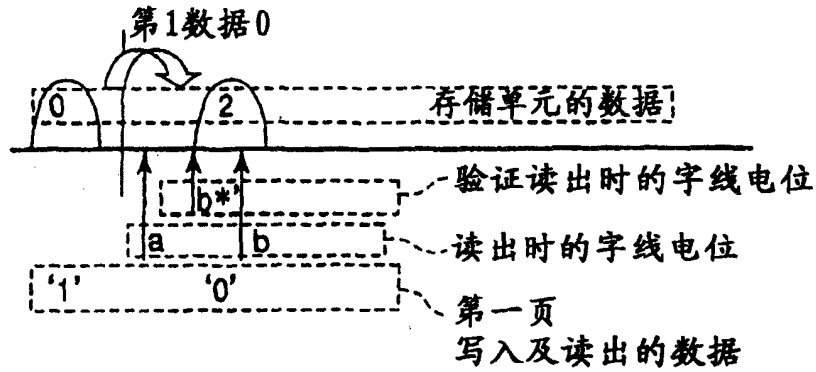 第1数据0
0 2 存储单元的数据
b*'
验证读出时的字线电位
a b
读出时的字线电位
'1' '0'
第一页
写入及读出的数据